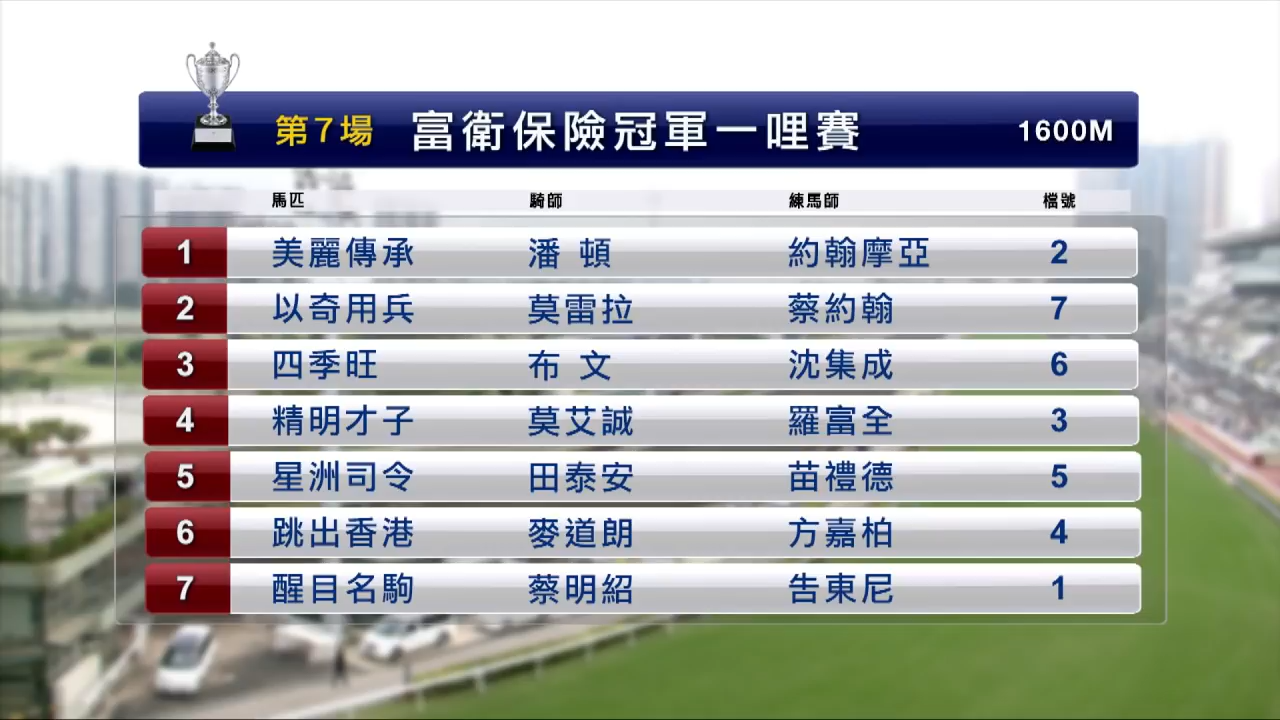 第7場 富衛保險冠軍一哩賽 1600M
馬匹 騎師 練馬師 檔號
1 美麗傳承 潘 頓 約翰摩亞 2
2 以奇用兵 莫雷拉 蔡約翰 7
3 四季旺 布 文 沈集成 6
4 精明才子 莫艾誠 羅富全 3
5 星洲司令 田泰安 苗禮德 5
6 跳出香港 麥道朗 方嘉柏 4
7 醒目名駒 蔡明紹 告東尼 1